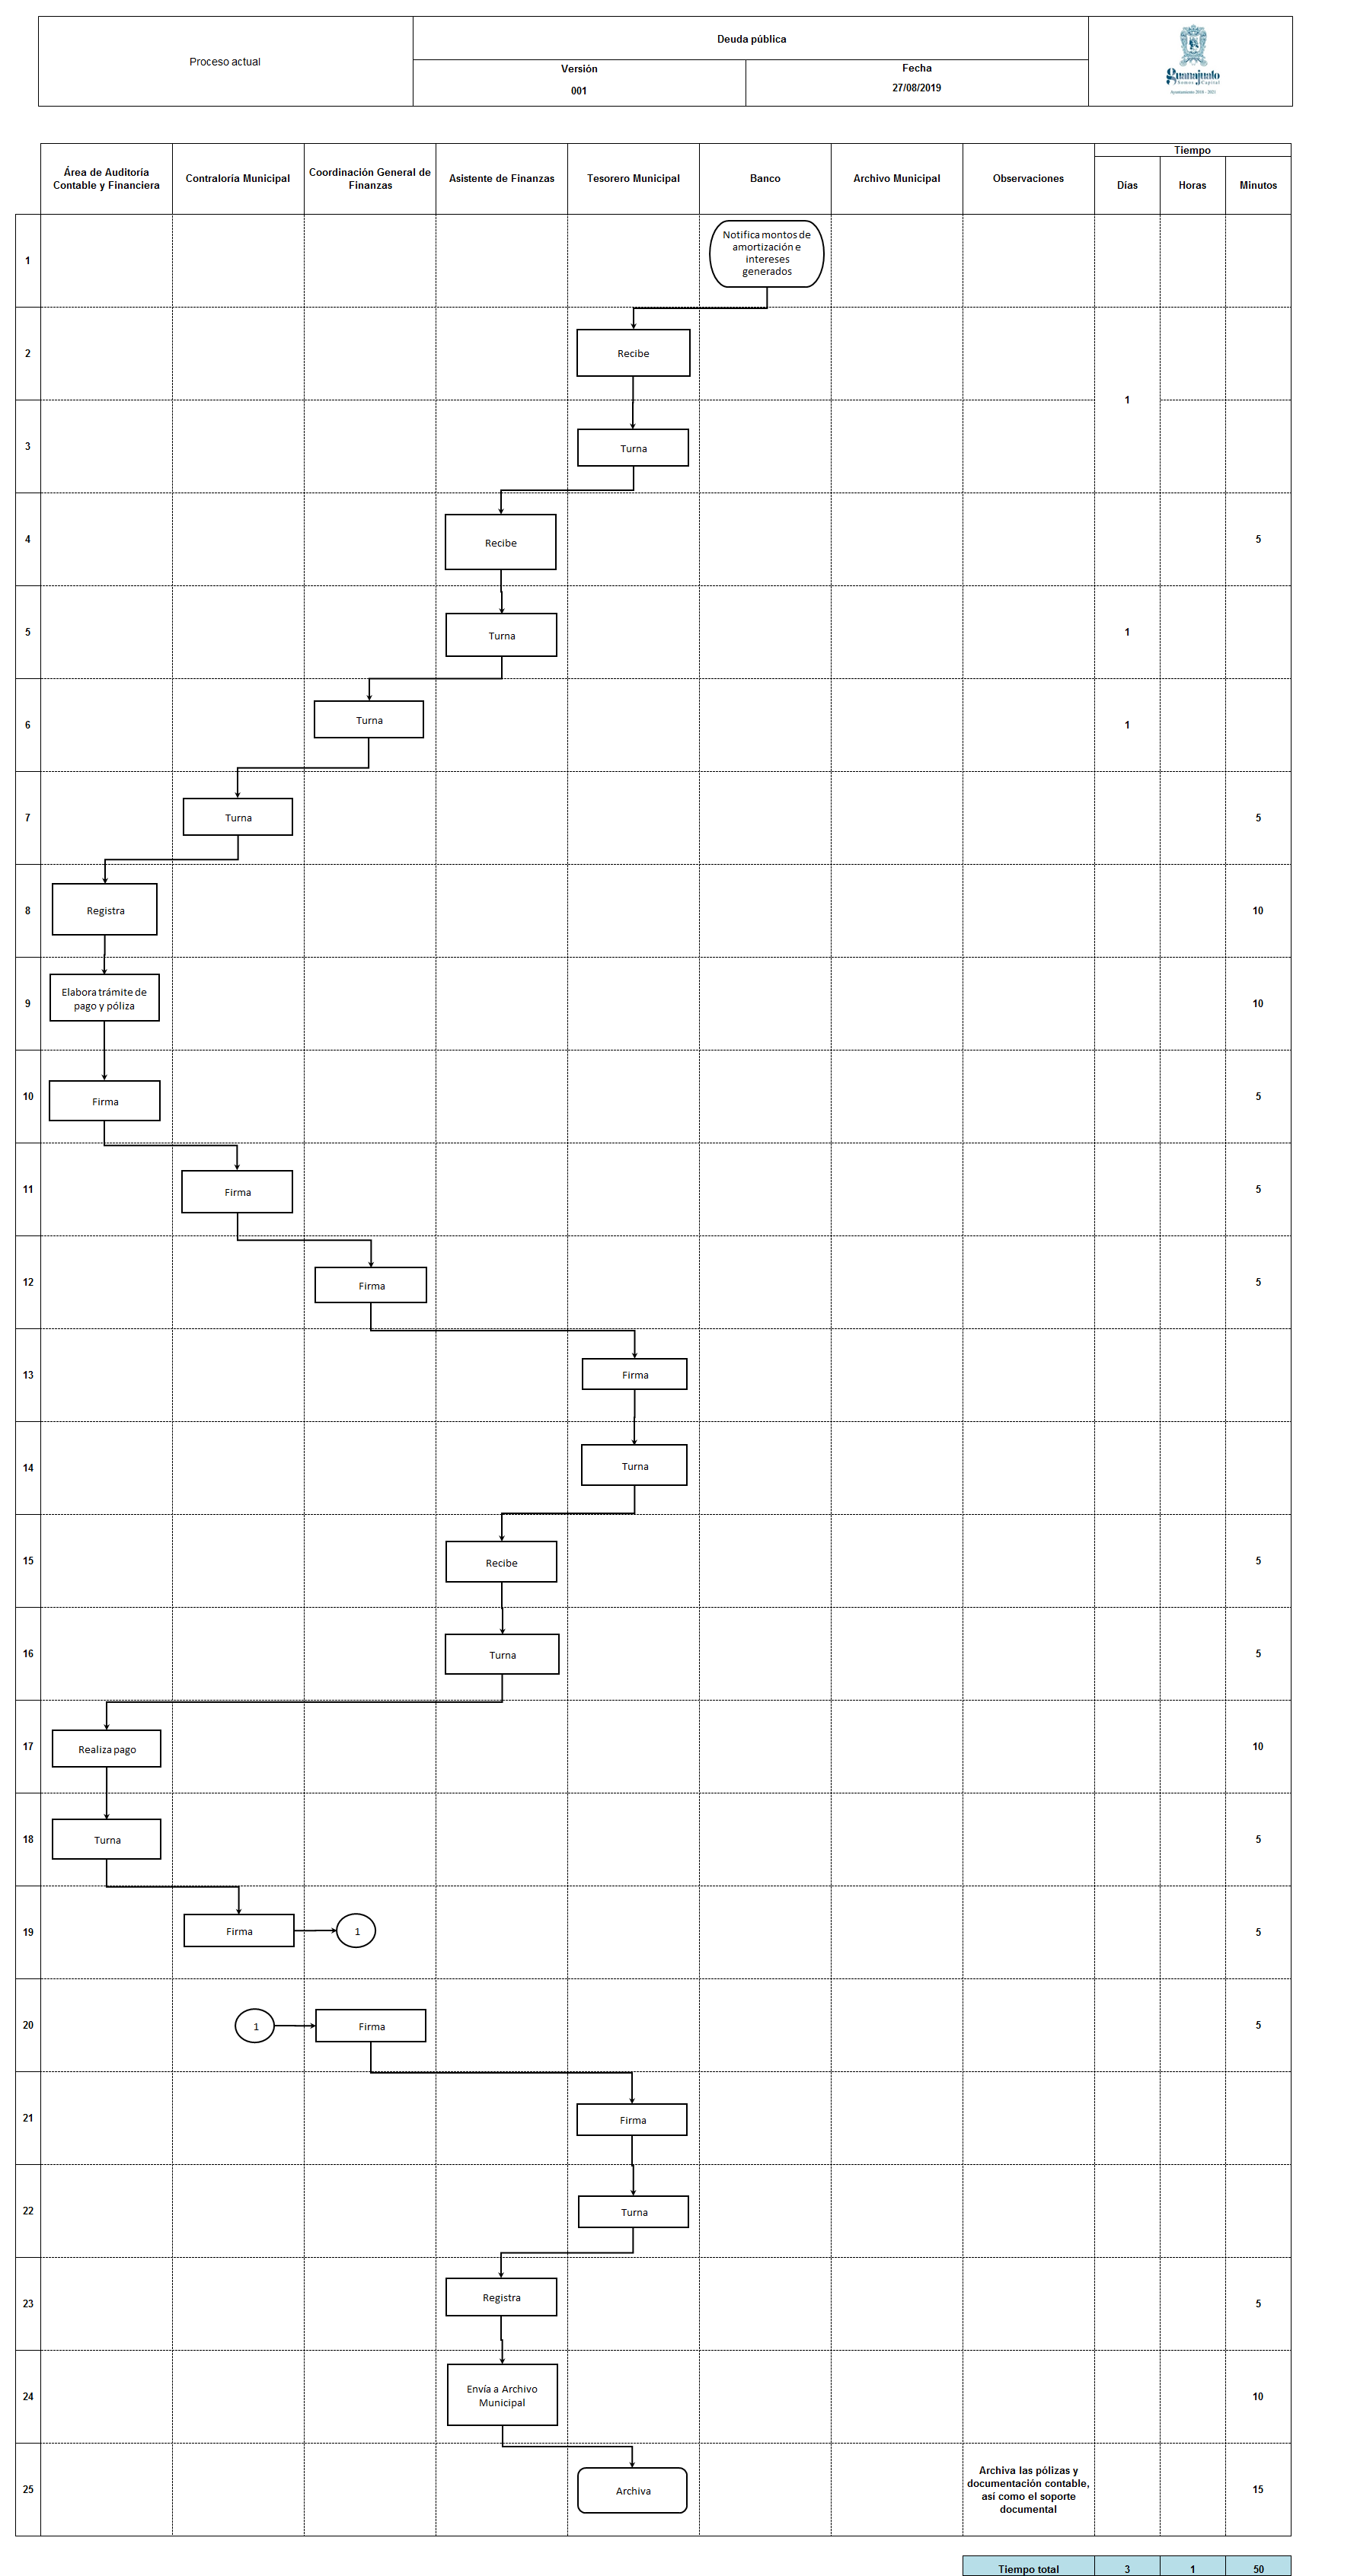 Proceso actual
Deuda pública
Versión
001
Fecha
27/08/2019
guanajuato
Somos Capital
Ayuntamiento 2018 - 2021
Área de Auditoría
Contable y Financiera
Contraloría Municipal
Coordinación General de
Finanzas
Asistente de Finanzas
Tesorero Municipal
Banco
Archivo Municipal
Observaciones
Tiempo
Días
Horas
Minutos
1
Notifica montos de
amortización e
intereses
generados
2
Recibe
1
3
Turna
4
Recibe
5
5
Turna
1
6
Turna
1
7
Turna
5
8
Registra
10
9
Elabora trámite de
pago y póliza
10
10
Firma
5
11
Firma
5
12
Firma
5
13
Firma
14
Turna
15
Recibe
5
16
Turna
5
17
Realiza pago
10
18
Turna
5
19
Firma
1
5
20
1
Firma
5
21
Firma
22
Turna
23
Registra
5
24
Envía a Archivo
Municipal
10
25
Archiva
Archiva las pólizas y
documentación contable,
así como el soporte
documental
15
Tiempo total
3
1
50